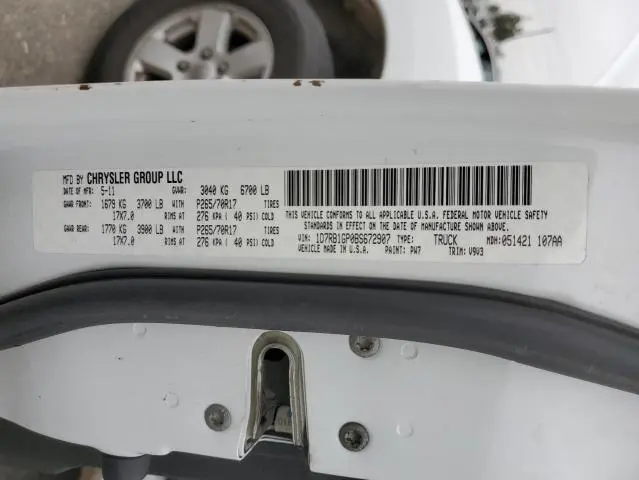 MFD BY CHRYSLER GROUP LLC
DATE OF MFR: 5-11 GVWR: 3040 KG 6700 LB
GAWR FRONT: 1679 KG 3700 LB WITH P265/70R17 TIRES
17X7.0 RIMS AT 276 KPA ( 40 PSI) COLD
GAWR REAR: 1770 KG 3900 LB WITH P265/70R17 TIRES
17X7.0 RIMS AT 276 KPA ( 40 PSI) COLD
THIS VEHICLE CONFORMS TO ALL APPLICABLE U.S.A. FEDERAL MOTOR VEHICLE SAFETY
STANDARDS IN EFFECT ON THE DATE OF MANUFACTURE SHOWN ABOVE.
VIN: 1D7RB1GP0BS672907 TYPE: TRUCK MDH:051421 107AA
VEHICLE MADE IN U.S.A. PAINT: PW7 TRIM: V9V3